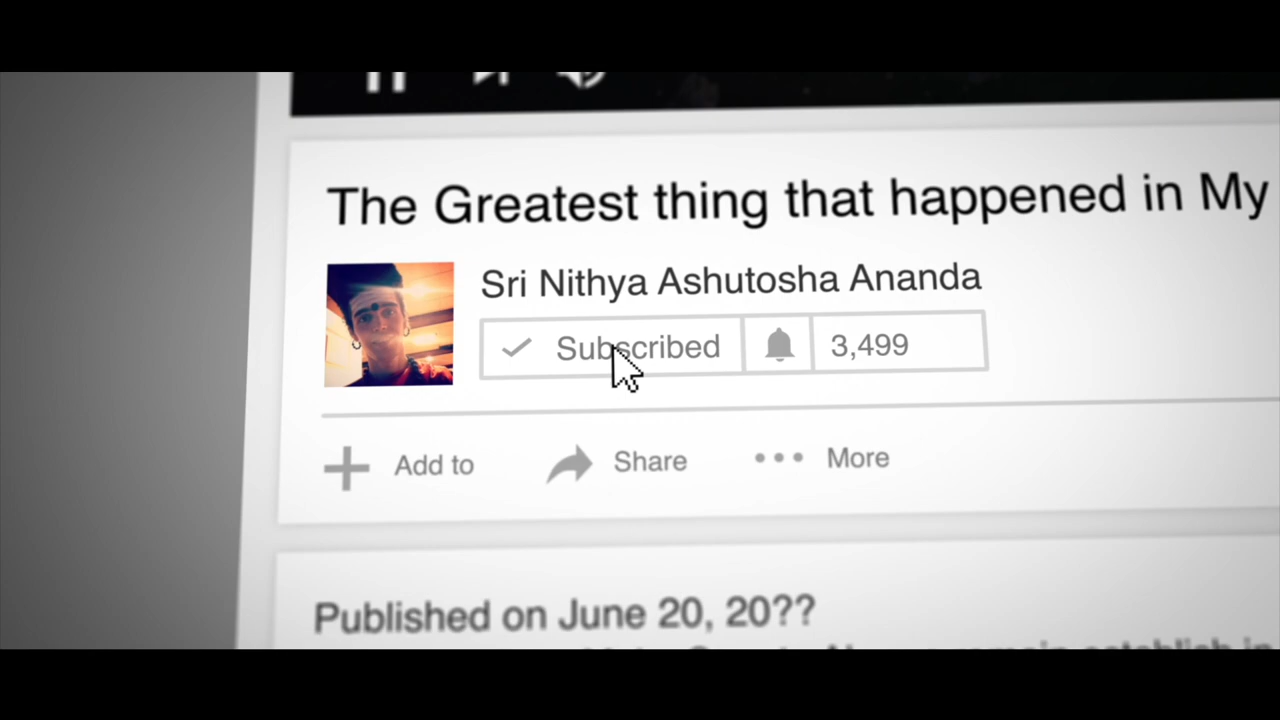 The Greatest thing that happened in My
Sri Nithya Ashutosha Ananda
Subscribed
3,499
Add to
Share
More
Published on June 20, 20??